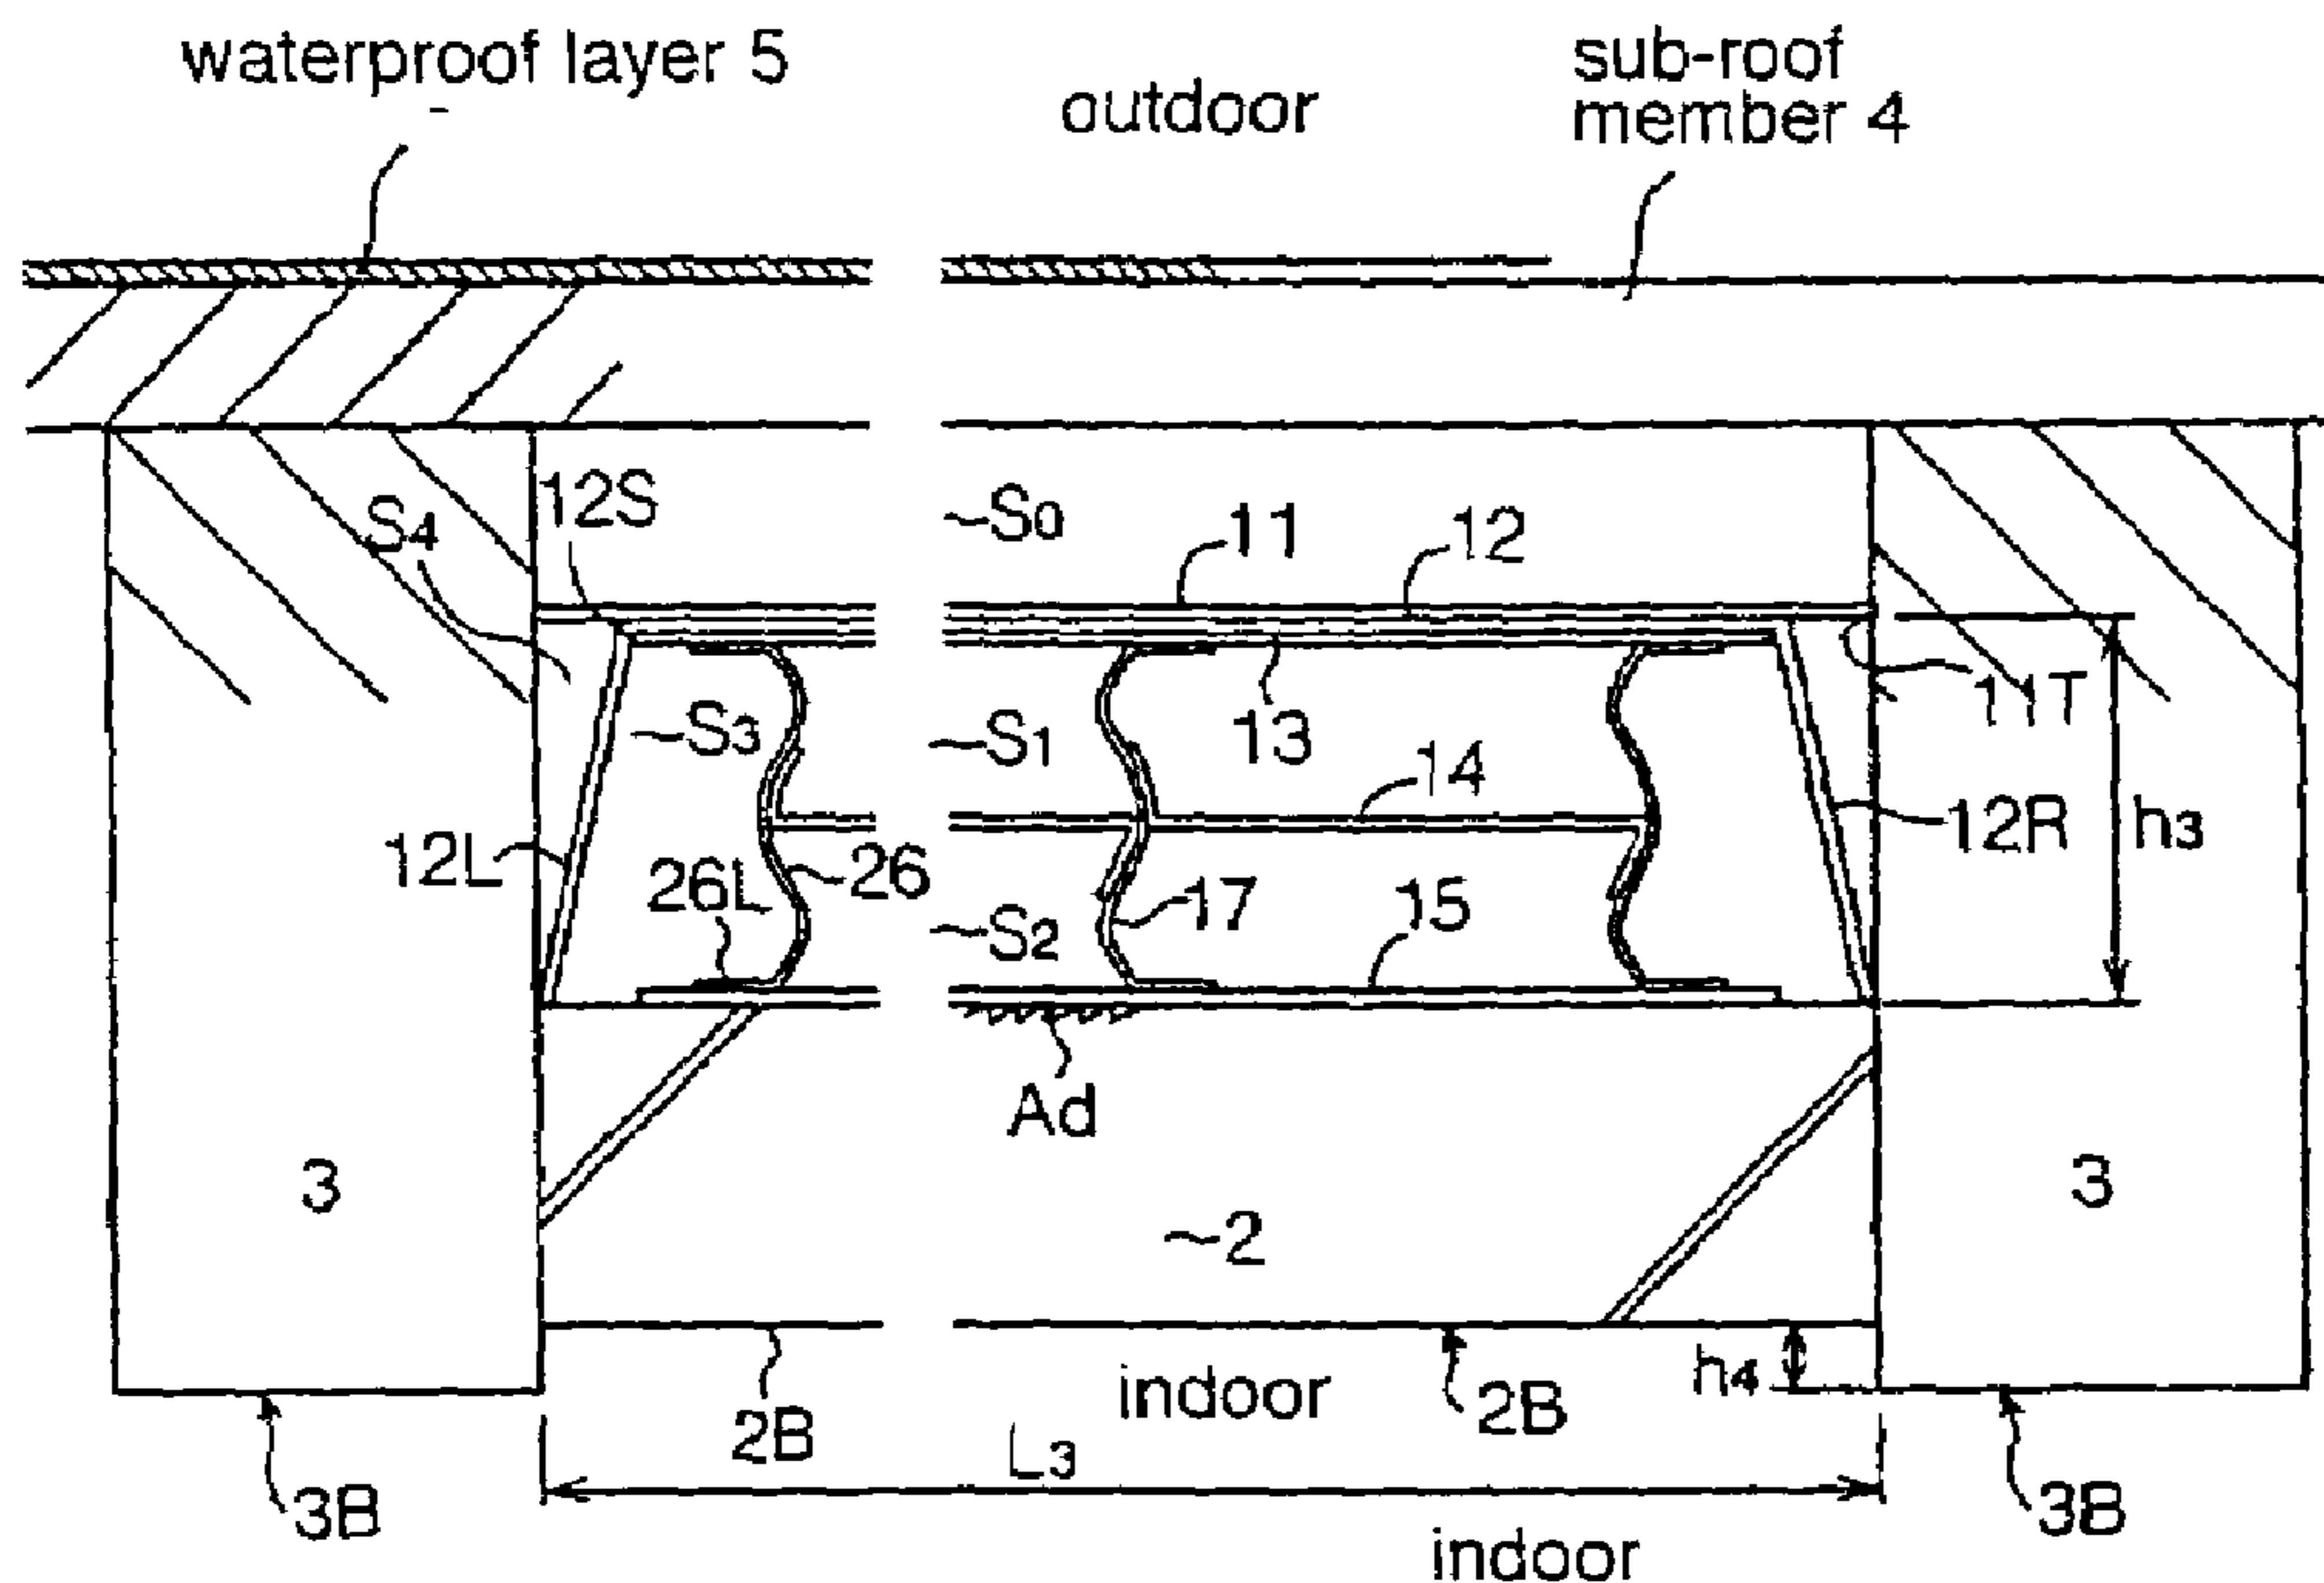 waterproof layer 5
outdoor
sub-roof
member 4
S4
12S
S0
11
12
11T
S3
S1
13
14
12R
h3
12L
26L
26
S2
17
15
Ad
3
2
3
h4
2B
indoor
2B
L3
3B
3B
indoor